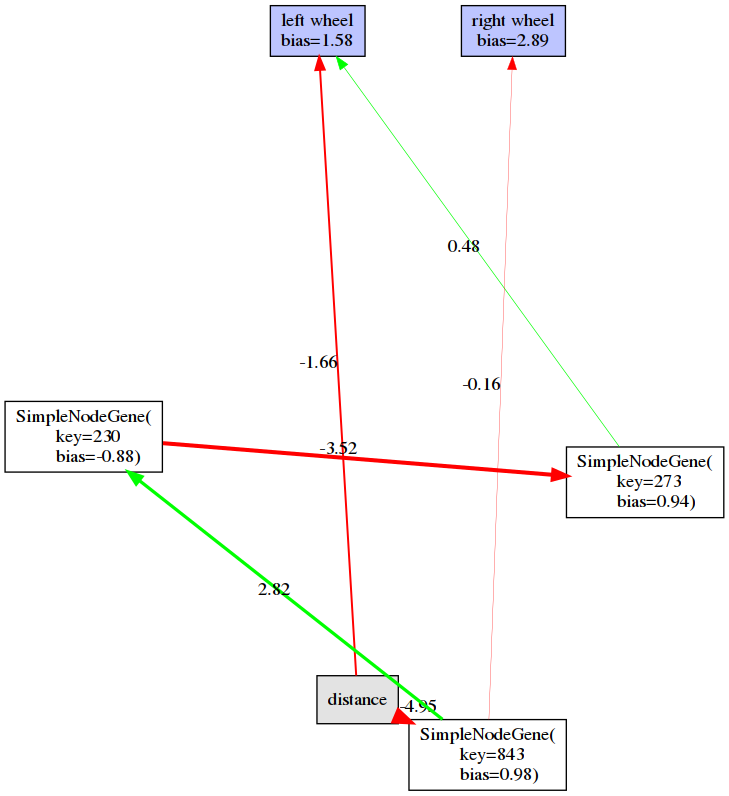 left wheel
bias=1.58
right wheel
bias=2.89
0.48
-1.66
-0.16
SimpleNodeGene(
key=230
bias=-0.88)
-3.52
SimpleNodeGene(
key=273
bias=0.94)
2.82
distance
-4.95
SimpleNodeGene(
key=843
bias=0.98)